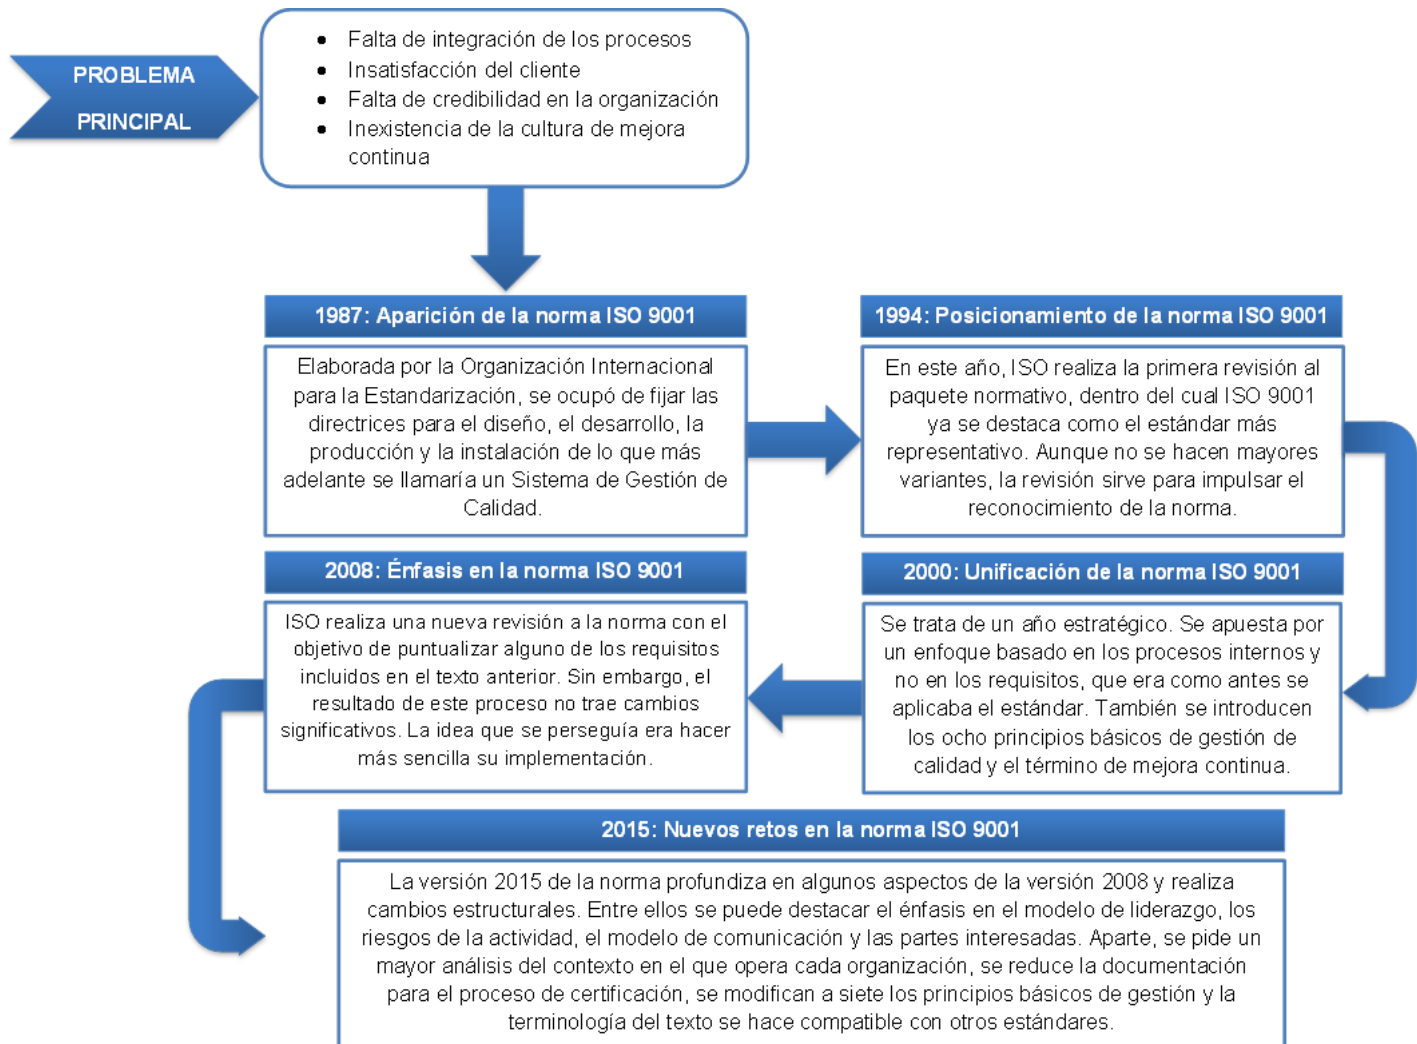 PROBLEMA
PRINCIPAL
• Falta de integración de los procesos
• Insatisfacción del cliente
• Falta de credibilidad en la organización
• Inexistencia de la cultura de mejora
continua
1987: Aparición de la norma ISO 9001
Elaborada por la Organización Internacional
para la Estandarización, se ocupó de fijar las
directrices para el diseño, el desarrollo, la
producción y la instalación de lo que más
adelante se llamaría un Sistema de Gestión de
Calidad.
1994: Posicionamiento de la norma ISO 9001
En este año, ISO realiza la primera revisión al
paquete normativo, dentro del cual ISO 9001
ya se destaca como el estándar más
representativo. Aunque no se hacen mayores
variantes, la revisión sirve para impulsar el
reconocimiento de la norma.
2000: Unificación de la norma ISO 9001
Se trata de un año estratégico. Se apuesta por
un enfoque basado en los procesos internos y
no en los requisitos, que era como antes se
aplicaba el estándar. También se introducen
los ocho principios básicos de gestión de
calidad y el término de mejora continua.
2008: Énfasis en la norma ISO 9001
ISO realiza una nueva revisión a la norma con el
objetivo de puntualizar alguno de los requisitos
incluidos en el texto anterior. Sin embargo, el
resultado de este proceso no trae cambios
significativos. La idea que se perseguía era hacer
más sencilla su implementación.
2015: Nuevos retos en la norma ISO 9001
La versión 2015 de la norma profundiza en algunos aspectos de la versión 2008 y realiza
cambios estructurales. Entre ellos se puede destacar el énfasis en el modelo de liderazgo, los
riesgos de la actividad, el modelo de comunicación y las partes interesadas. Aparte, se pide un
mayor análisis del contexto en el que opera cada organización, se reduce la documentación
para el proceso de certificación, se modifican a siete los principios básicos de gestión y la
terminología del texto se hace compatible con otros estándares.